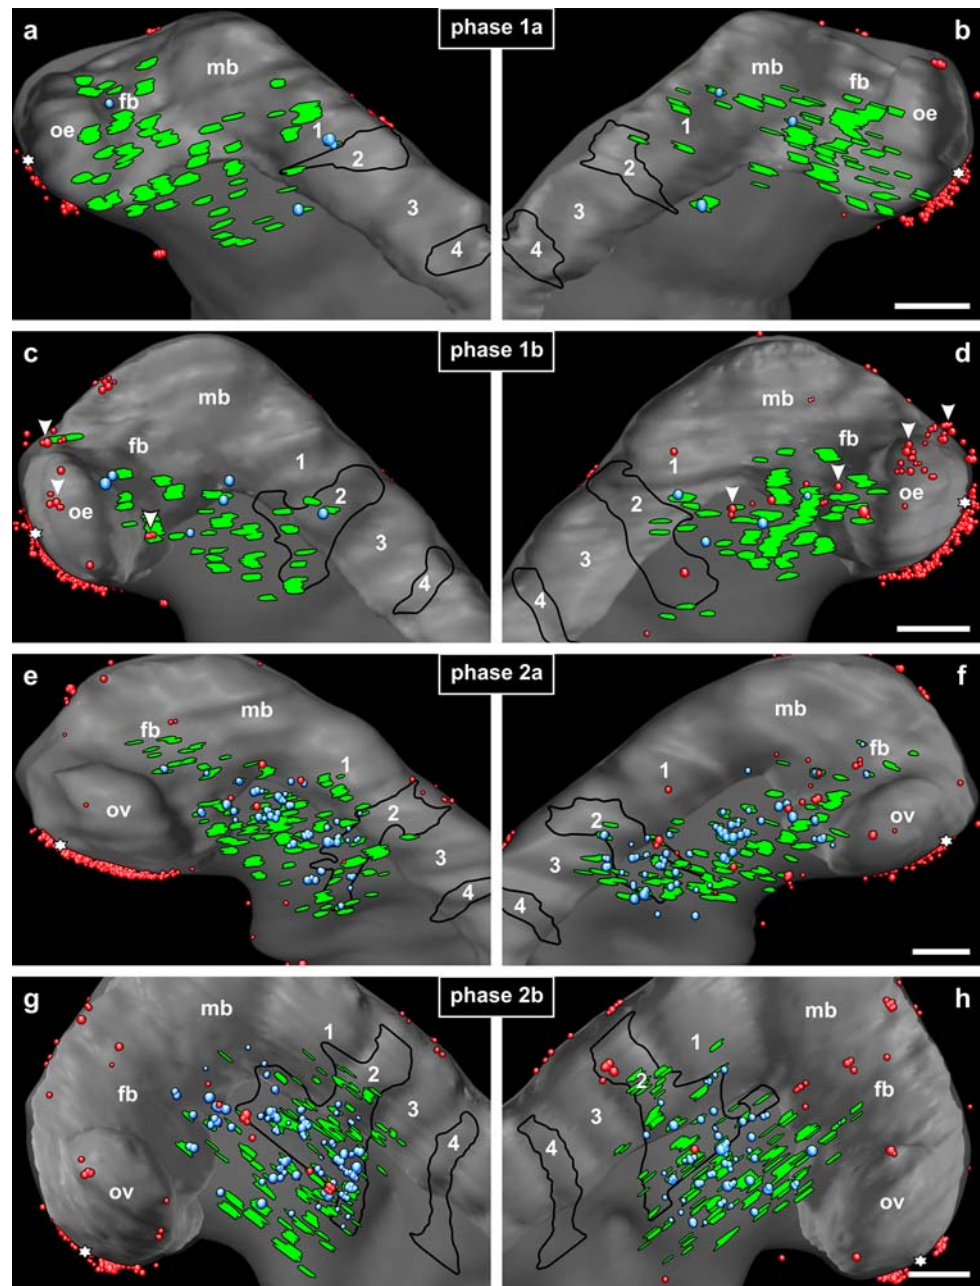 a phase 1a b
mb mb
fb fb
oe oe
1 1
2 2
3 3
4 4
c phase 1b d
mb mb
fb fb
1 1
oe oe
2 2
3 3
4 4
e phase 2a f
mb mb
fb fb
1 1
ov ov
2 2
3 3
4 4
g phase 2b h
mb mb
1 1
fb fb
2 2
3 3
4 4
ov ov